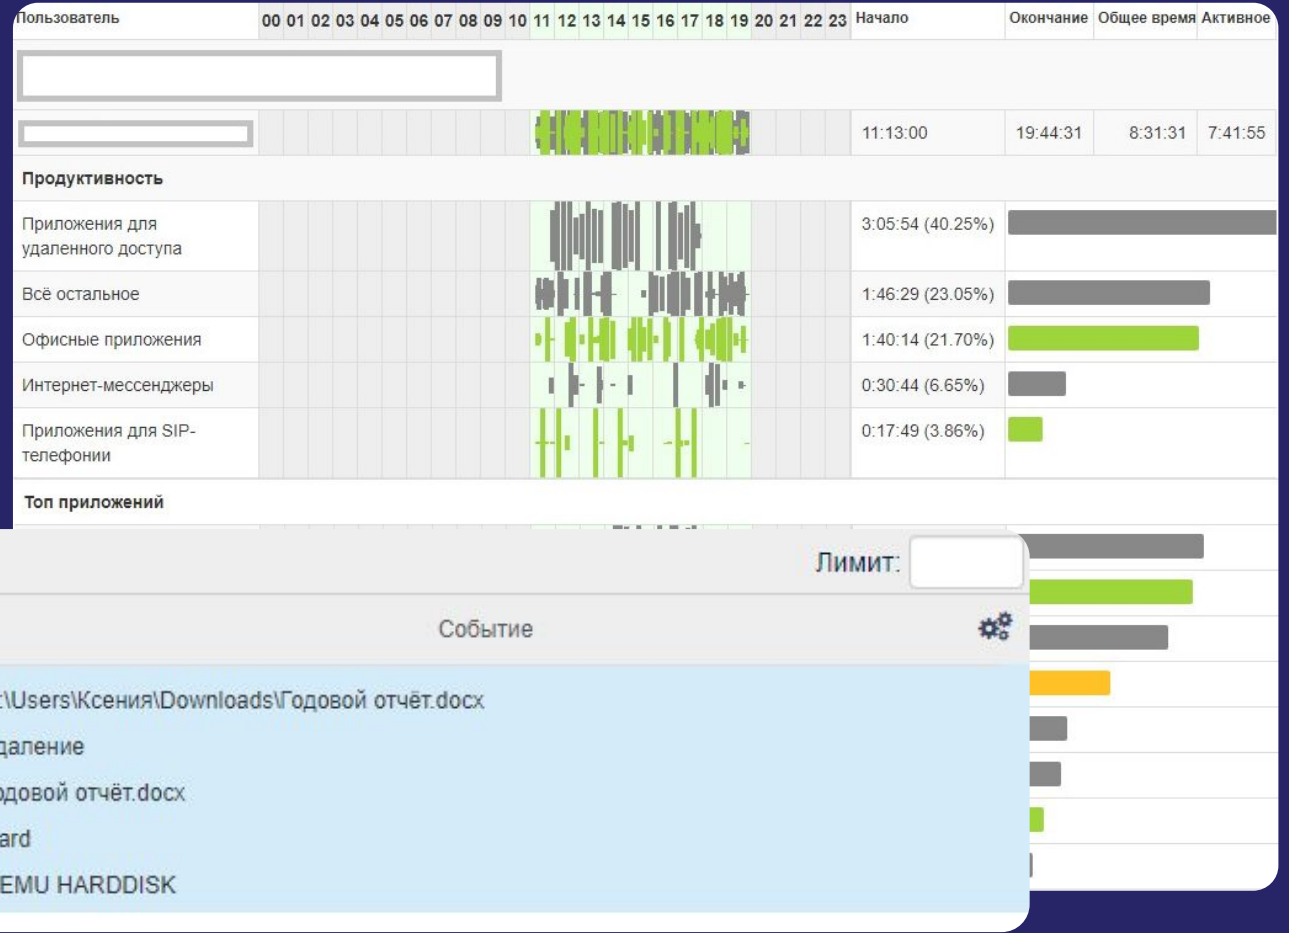 Пользователь 00 01 02 03 04 05 06 07 08 09 10 11 12 13 14 15 16 17 18 19 20 21 22 23 Начало Окончание Общее время Активное
11:13:00 19:44:31 8:31:31 7:41:55
Продуктивность
Приложения для
удаленного доступа
3:05:54 (40.25%)
Всё остальное 1:46:29 (23.05%)
Офисные приложения 1:40:14 (21.70%)
Интернет-мессенджеры 0:30:44 (6.65%)
Приложения для SIP-
телефонии
0:17:49 (3.86%)
Топ приложений
Лимит:
Событие
:\Users\Ксения\Downloads\Годовой отчёт.docx
даление
одовой отчёт.docx
ard
EMU HARDDISK